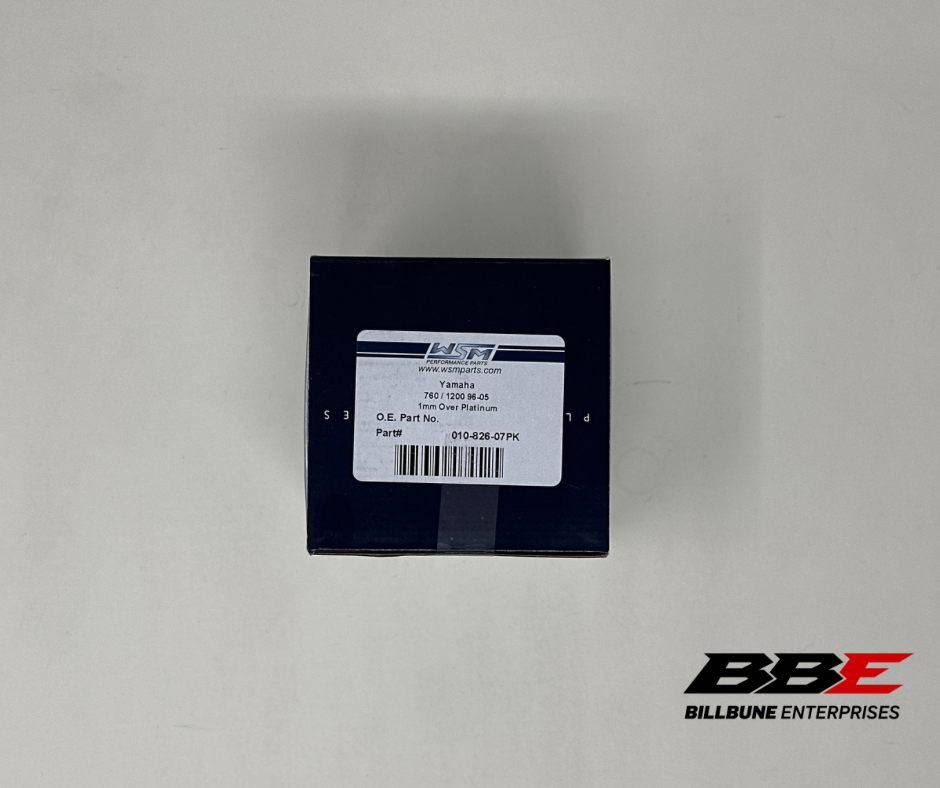 WSM
PERFORMANCE PARTS
www.wsmparts.com
Yamaha
760 / 1200 96-05
1mm Over Platinum
O.E. Part No.
Part# 010-826-07PK
S E
P L
BBE
BILLBUNE ENTERPRISES